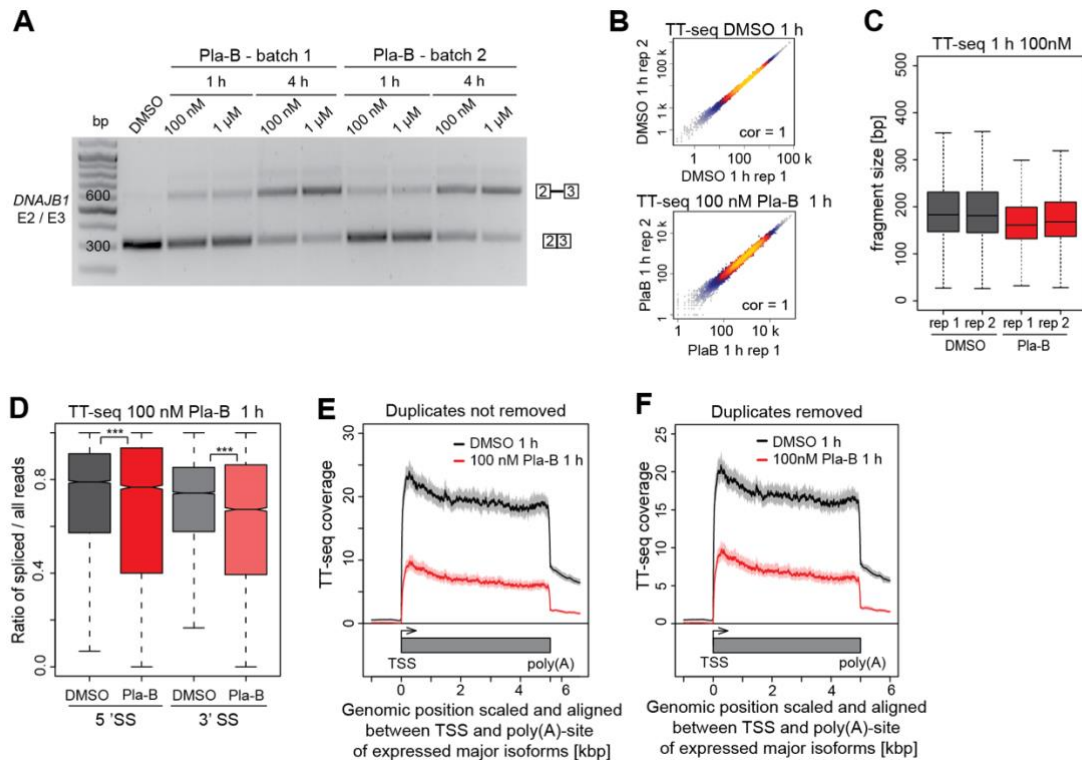 A
Pla-B - batch 1
Pla-B - batch 2
1 h
4 h
1 h
4 h
bp
DMSO
100 nM
1 µM
100 nM
1 µM
100 nM
1 µM
100 nM
1 µM
DNAJB1
E2 / E3
600
300
2 3
2 3
B
TT-seq DMSO 1 h
DMSO 1h rep 2
100 k
1 k
1
cor = 1
1
100
100 k
DMSO 1h rep 1
TT-seq 100 nM Pla-B 1 h
PlaB 1 h rep 2
10 k
100
1
cor = 1
1
100
10 k
PlaB 1 h rep 1
C
TT-seq 1 h 100nM
fragment size [bp]
500
400
300
200
100
0
rep 1
rep 2
rep 1
rep 2
DMSO
Pla-B
D
TT-seq 100 nM Pla-B 1 h
***
***
Ratio of spliced / all reads
0.8
0.4
0.0
DMSO
Pla-B
DMSO
Pla-B
5 'SS
3' SS
E
Duplicates not removed
DMSO 1 h
100 nM Pla-B 1 h
TT-seq coverage
30
20
10
0
TSS
poly(A)
0
2
4
6
Genomic position scaled and aligned
between TSS and poly(A)-site
of expressed major isoforms [kbp]
F
Duplicates removed
DMSO 1 h
100nM Pla-B 1 h
TT-seq coverage
25
20
15
10
5
0
TSS
poly(A)
0
2
4
6
Genomic position scaled and aligned
between TSS and poly(A)-site
of expressed major isoforms [kbp]